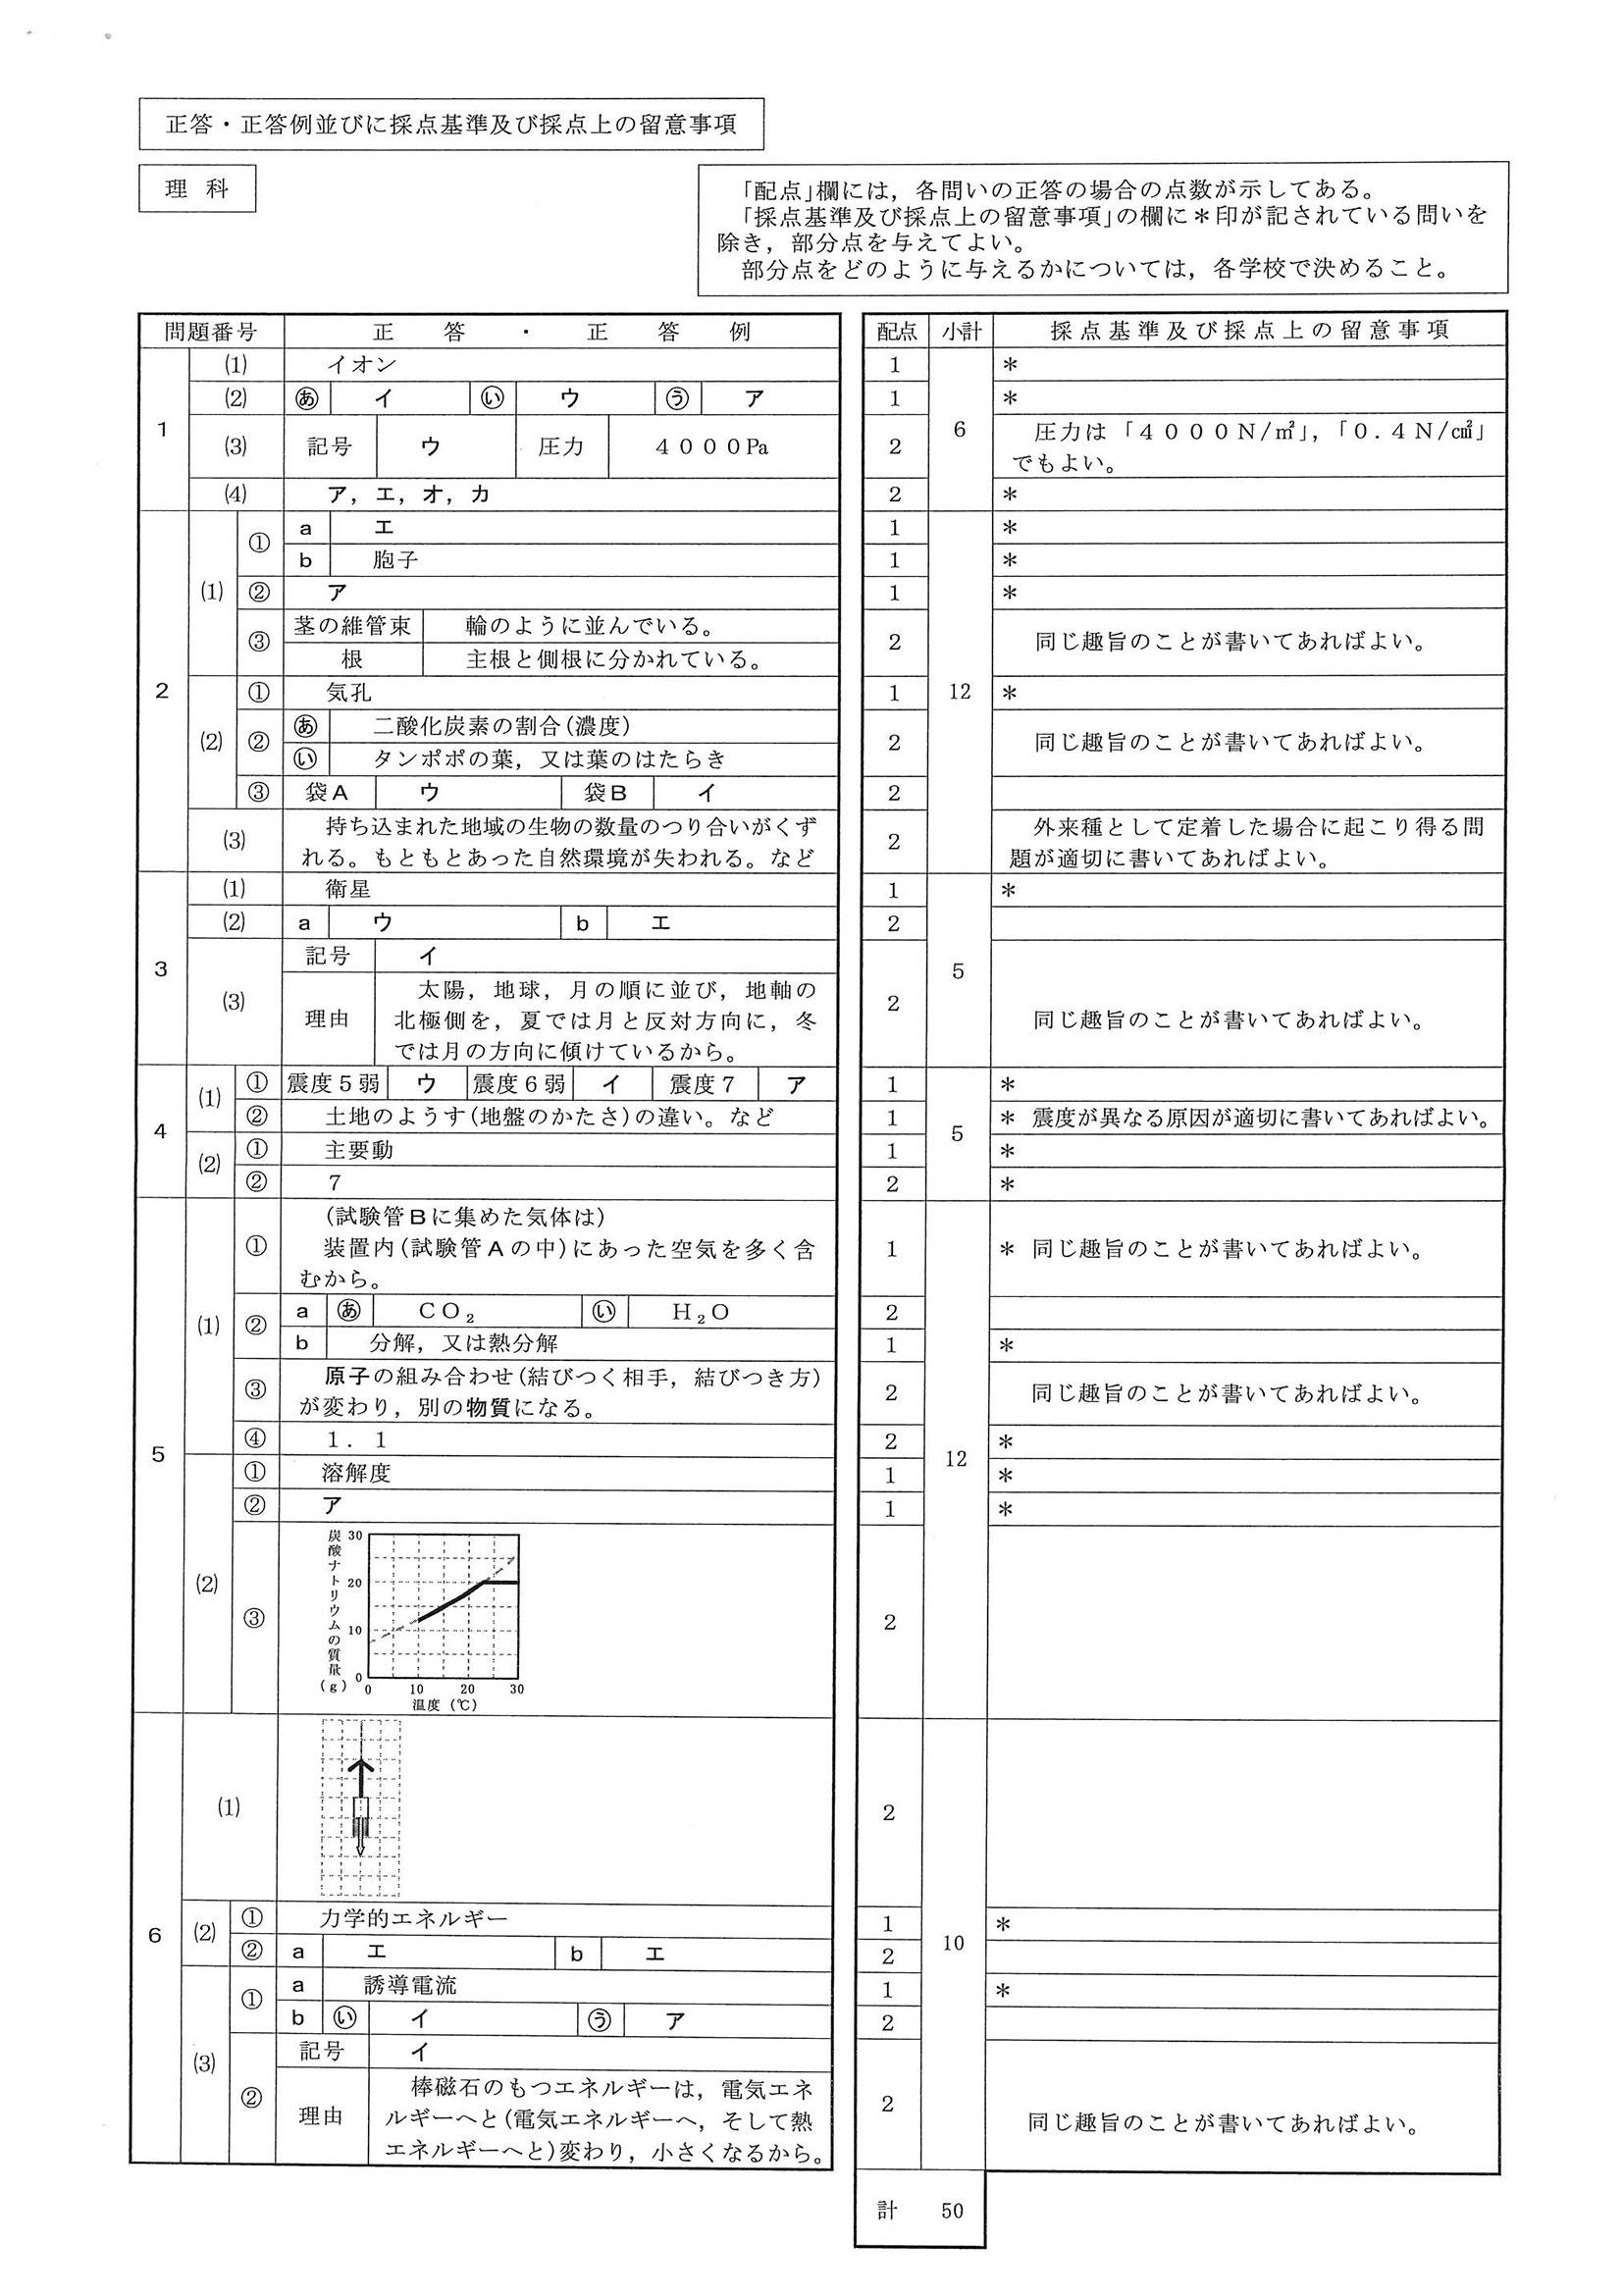 正答・正答例並びに採点基準及び採点上の留意事項
理 科
「配点」欄には，各問いの正答の場合の点数が示してある。
「採点基準及び採点上の留意事項」の欄に＊印が記されている問いを
除き，部分点を与えてよい。
部分点をどのように与えるかについては，各学校で決めること。
問題番号 正 答 ・ 正 答 例 配点 小計 採点基準及び採点上の留意事項
1 6
(1) イオン 1 ＊
(2) あ イ い ウ う ア 1 ＊
(3) 記号 ウ 圧力 ４０００Pa 2 圧力は「４０００Ｎ/㎡」，「０.４Ｎ/㎠」
でもよい。
(4) ア，エ，オ，カ 2 ＊
2 12
(1) ① a エ 1 ＊
b 胞子 1 ＊
② ア 1 ＊
③ 茎の維管束 輪のように並んでいる。 2 同じ趣旨のことが書いてあればよい。
根 主根と側根に分かれている。
(2) ① 気孔 1 ＊
② あ 二酸化炭素の割合(濃度) 2 同じ趣旨のことが書いてあればよい。
い タンポポの葉，又は葉のはたらき
③ 袋A ウ 袋B イ 2
(3) 持ち込まれた地域の生物の数量のつり合いがくず 2 外来種として定着した場合に起こり得る問
れる。もともとあった自然環境が失われる。など 題が適切に書いてあればよい。
3 5
(1) 衛星 1 ＊
(2) a ウ b エ 2
(3) 記号 イ 2
理由 太陽，地球，月の順に並び，地軸の
北極側を，夏では月と反対方向に，冬 同じ趣旨のことが書いてあればよい。
では月の方向に傾けているから。
4 5
(1) ① 震度５弱 ウ 震度６弱 イ 震度７ ア 1 ＊
② 土地のようす(地盤のかたさ)の違い。など 1 ＊ 震度が異なる原因が適切に書いてあればよい。
(2) ① 主要動 1 ＊
② 7 2 ＊
5 12
(1) ① (試験管Bに集めた気体は)
装置内(試験管Aの中)にあった空気を多く含 1 ＊ 同じ趣旨のことが書いてあればよい。
むから。
② a あ CO₂ い H₂O 2
b 分解，又は熱分解 1 ＊
③ 原子の組み合わせ(結びつく相手，結びつき方) 2 同じ趣旨のことが書いてあればよい。
が変わり，別の物質になる。
④ １．１ 2 ＊
(2) ① 溶解度 1 ＊
② ア 1 ＊
③ 2
炭酸ナトリウムの質量(g)
30
20
10
0
0 10 20 30
温度（℃）
6 10
(1) 2
(2) ① 力学的エネルギー 1 ＊
② a エ b エ 2
(3) ① a 誘導電流 1 ＊
b い イ う ア 2
② 記号 イ 2
理由 棒磁石のもつエネルギーは，電気エネ
ルギーへと(電気エネルギーへ，そして熱 同じ趣旨のことが書いてあればよい。
エネルギーへと)変わり，小さくなるから。
計 50